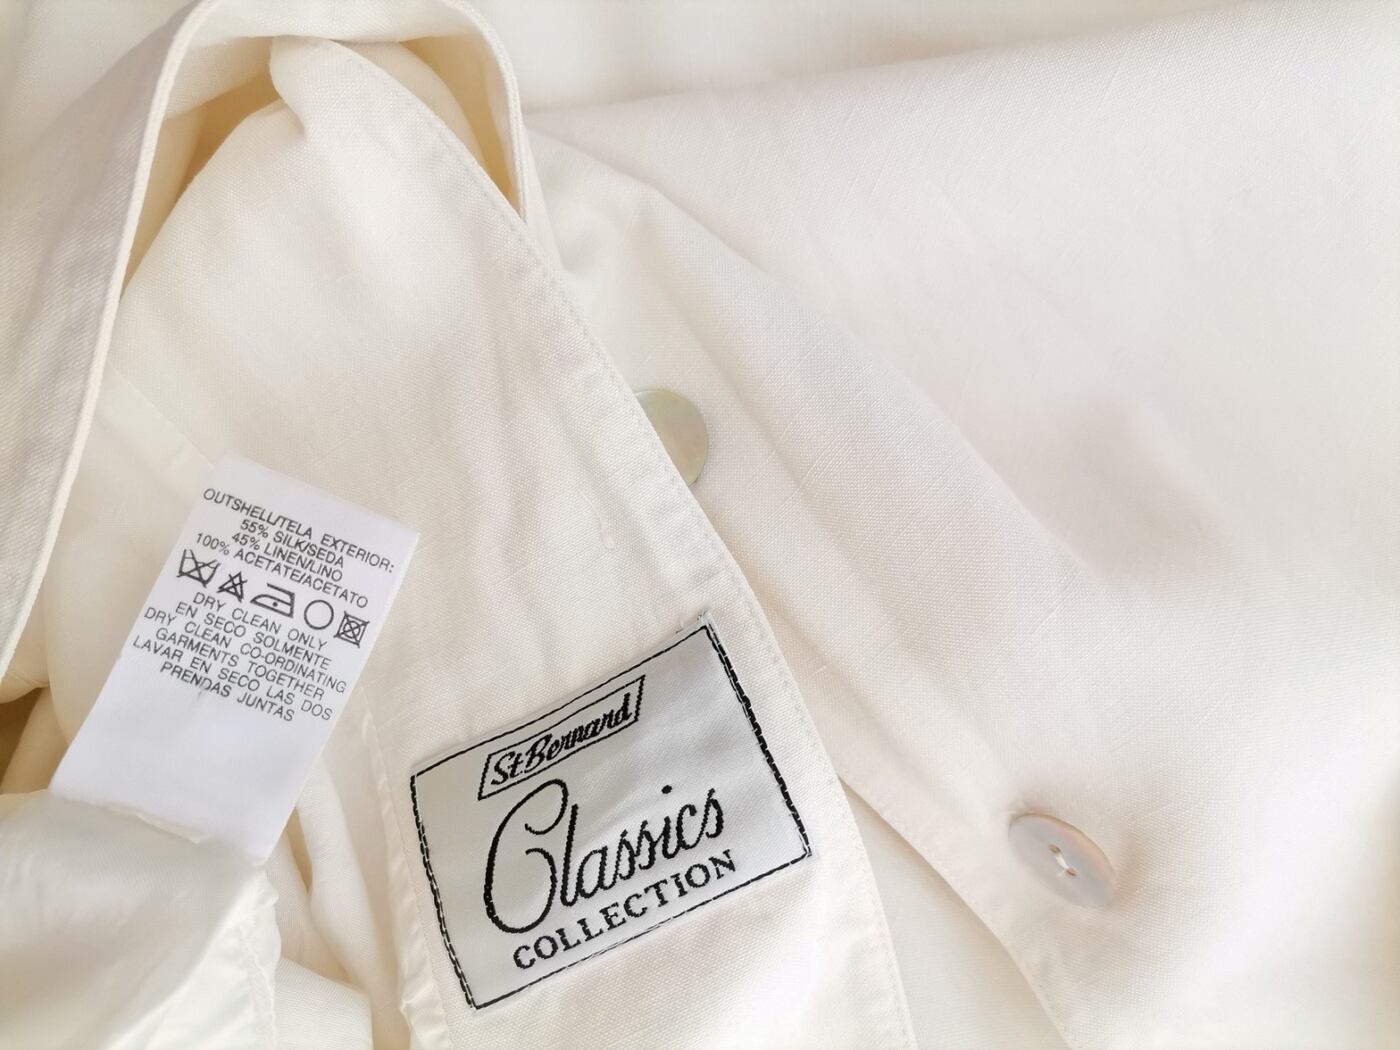 OUTSHELL/TELA EXTERIOR:
55% SILK/SEDA
45% LINEN/LINO
100% ACETATE/ACETATO
DRY CLEAN ONLY
EN SECO SOLMENTE
DRY CLEAN CO-ORDINATING
GARMENTS TOGETHER
LAVAR EN SECO LAS DOS
PRENDAS JUNTAS
St Bernard
Classics
COLLECTION